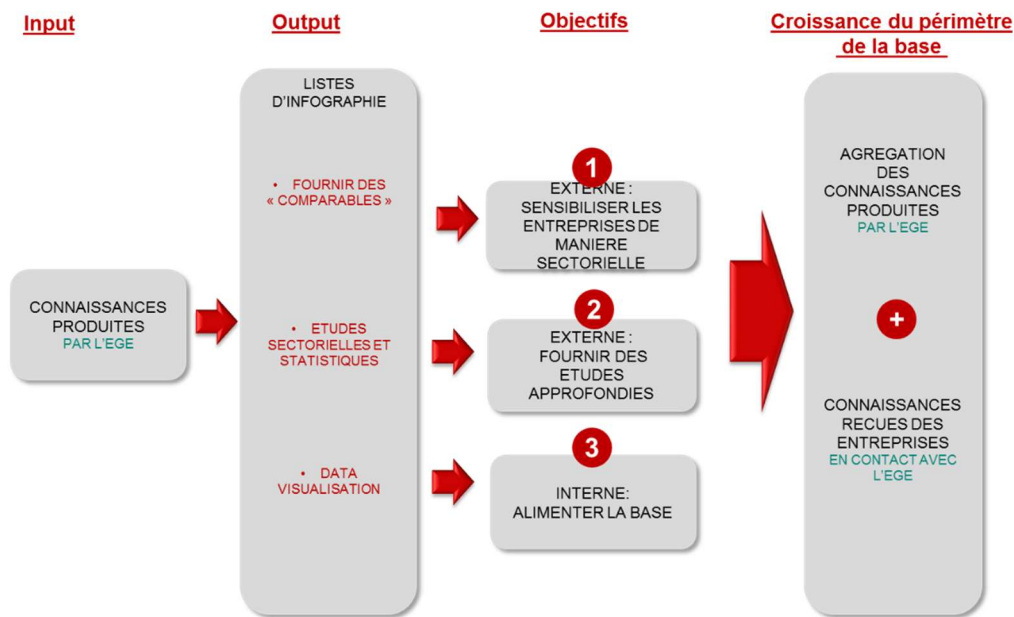 Input
Output
Objectifs
Croissance du périmètre
de la base
CONNAISSANCES
PRODUITES
PAR L'EGE
LISTES
D'INFOGRAPHIE
• FOURNIR DES
« COMPARABLES »
• ETUDES
SECTORIELLES ET
STATISTIQUES
• DATA
VISUALISATION
1
EXTERNE :
SENSIBILISER LES
ENTREPRISES DE
MANIERE
SECTORIELLE
2
EXTERNE :
FOURNIR DES
ETUDES
APPROFONDIES
3
INTERNE:
ALIMENTER LA BASE
AGREGATION
DES
CONNAISSANCES
PRODUITES
PAR L'EGE
+
CONNAISSANCES
RECUES DES
ENTREPRISES
EN CONTACT AVEC
L'EGE